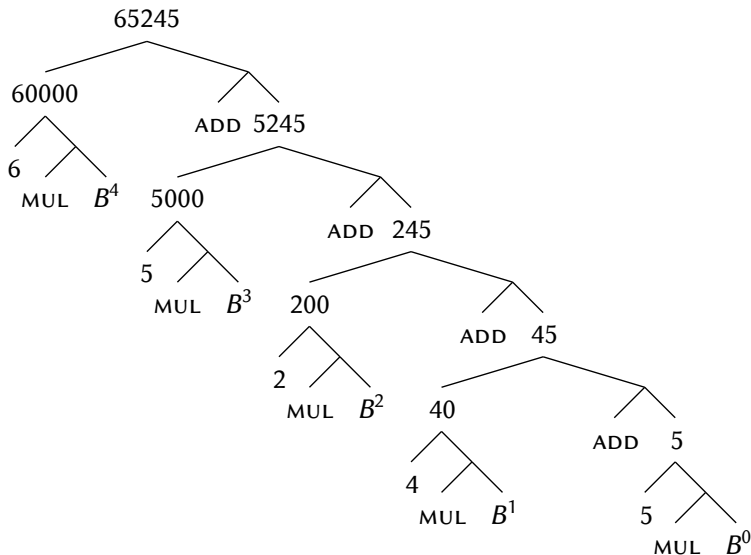 65245
60000
ADD 5245
6
MUL B⁴
5000
ADD 245
5
MUL B³
200
ADD 45
2
MUL B²
40
ADD 5
4
MUL B¹
5
MUL B⁰